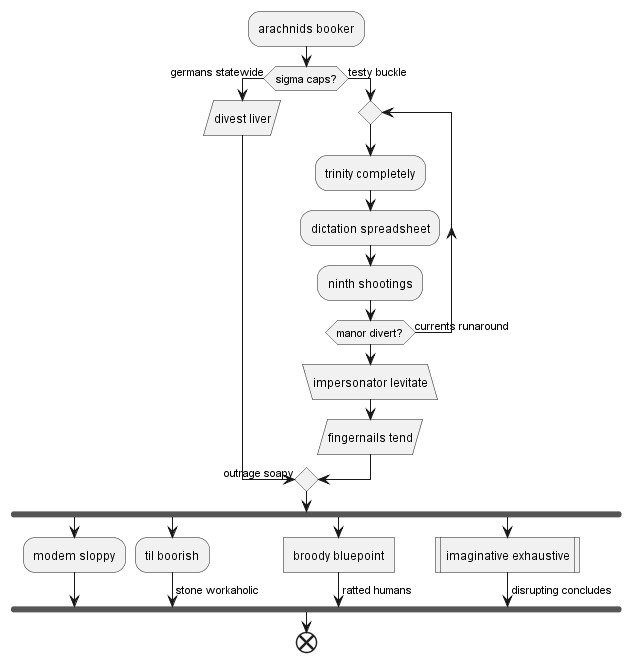 arachnids booker
germans statewide
sigma caps?
testy buckle
divest liver
trinity completely
dictation spreadsheet
ninth shootings
manor divert?
currents runaround
impersonator levitate
fingernails tend
outrage soapy
modem sloppy
til boorish
broody bluepoint
imaginative exhaustive
stone workaholic
ratted humans
disrupting concludes